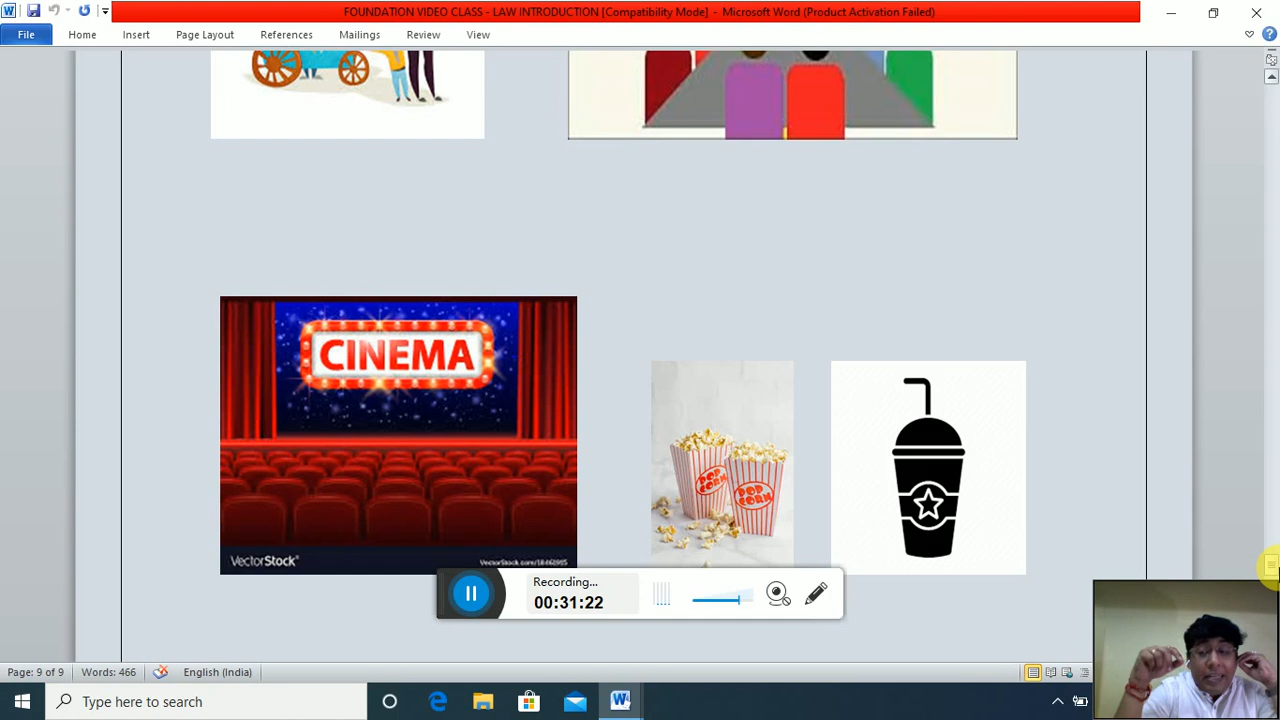 FOUNDATION VIDEO CLASS - LAW INTRODUCTION [Compatibility Mode] - Microsoft Word (Product Activation Failed)
File Home Insert Page Layout References Mailings Review View
CINEMA
POP CORN
POP CORN
VectorStock®
Recording...
00:31:22
Page: 9 of 9 Words: 466 English (India)
Type here to search